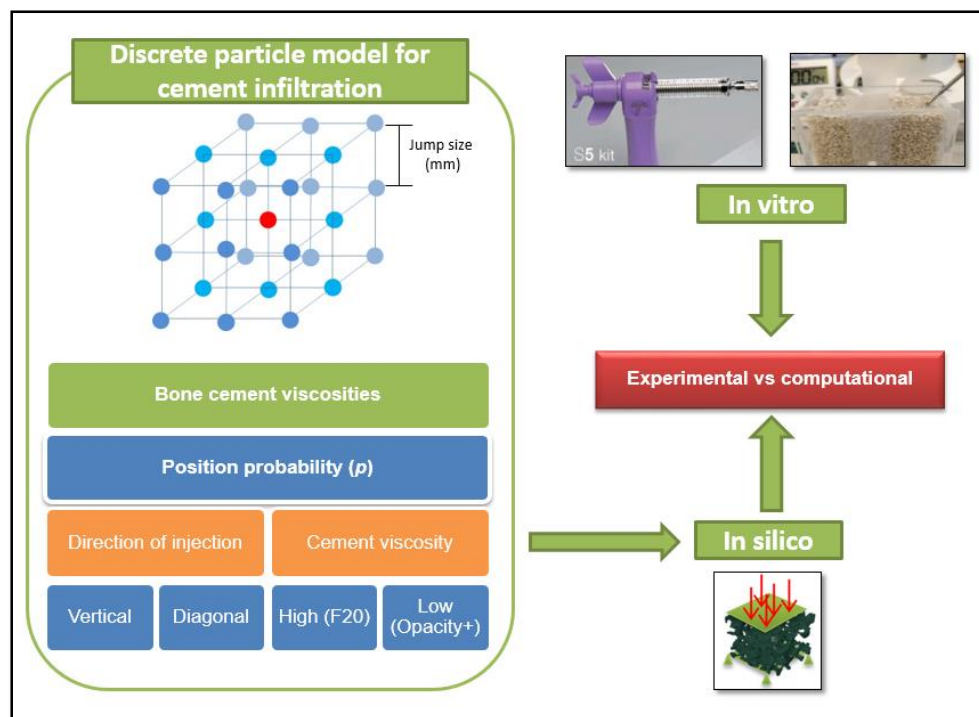 Discrete particle model for
cement infiltration
Jump size
(mm)
Bone cement viscosities
Position probability (p)
Direction of injection
Cement viscosity
Vertical
Diagonal
High (F20)
Low
(Opacity+)
S5 kit
In vitro
Experimental vs computational
In silico